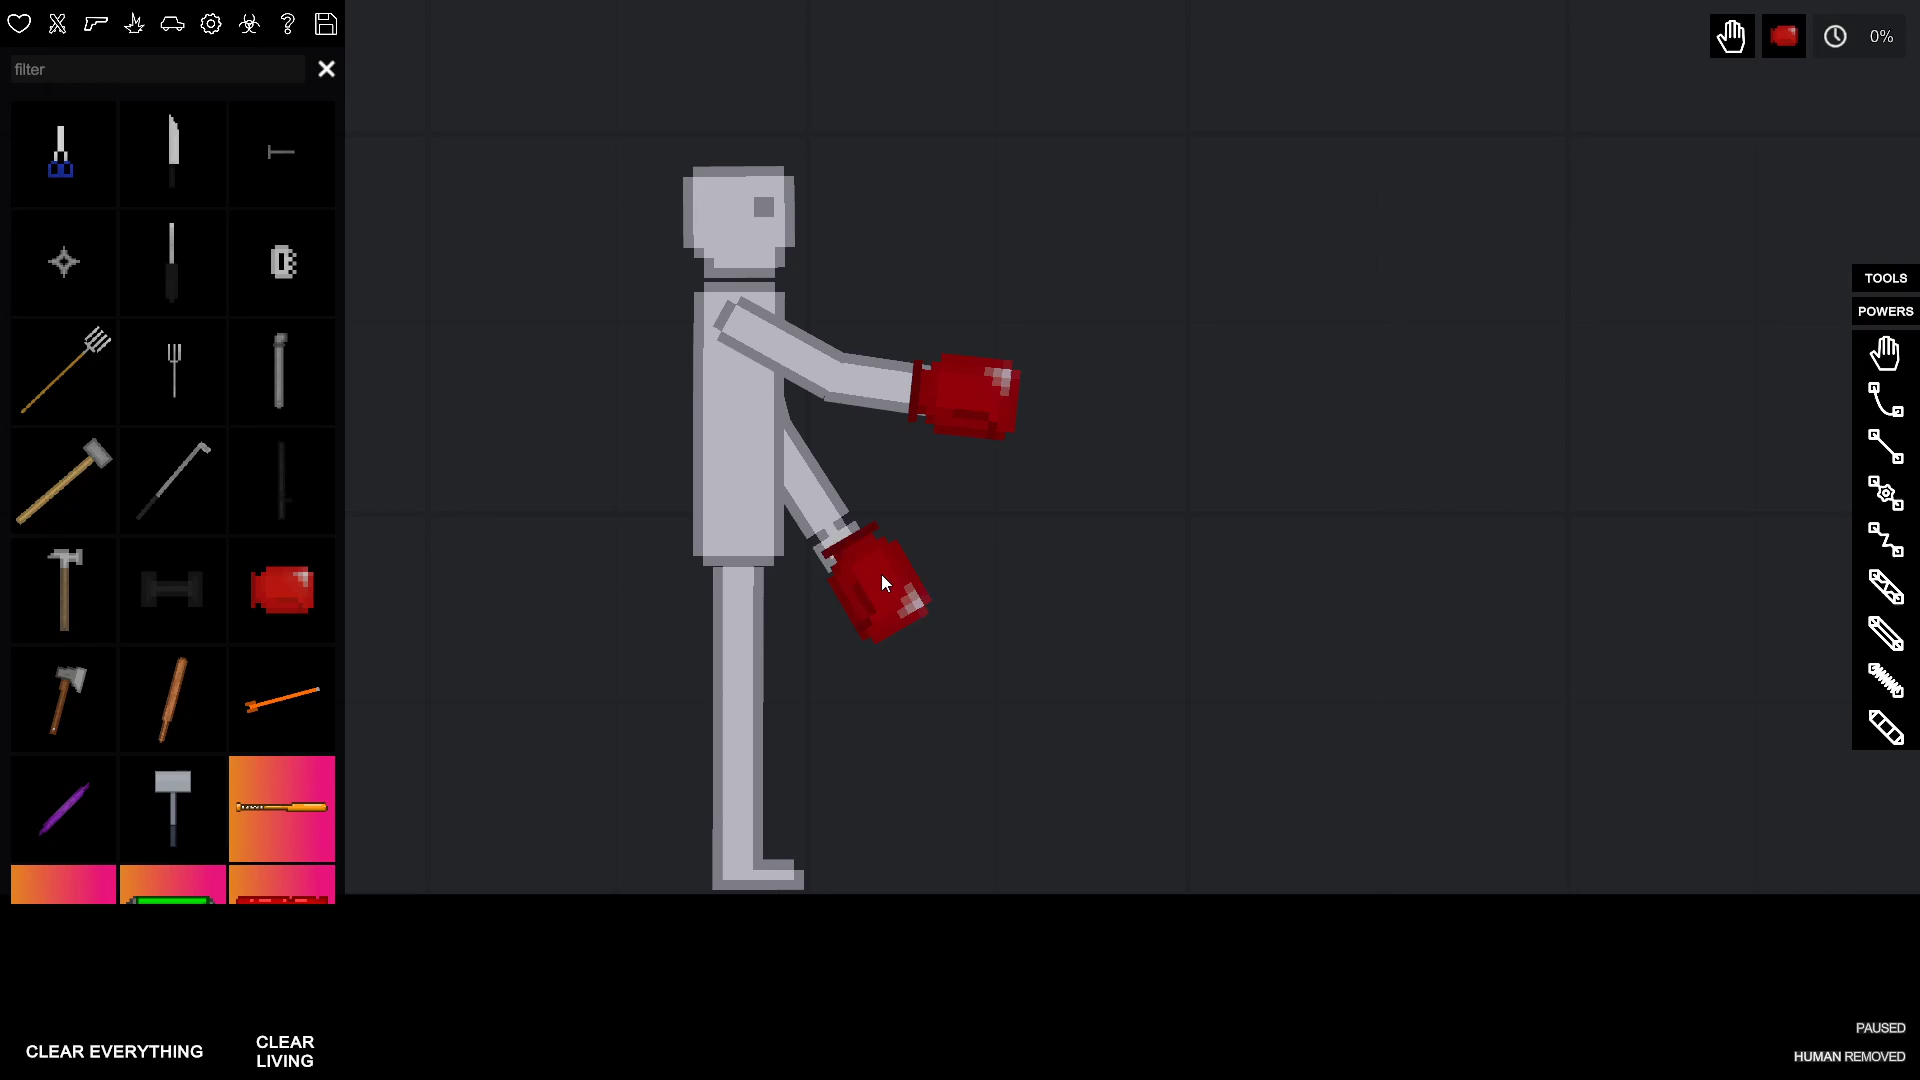 filter
0%
TOOLS
POWERS
CLEAR EVERYTHING
CLEAR
LIVING
PAUSED
HUMAN REMOVED